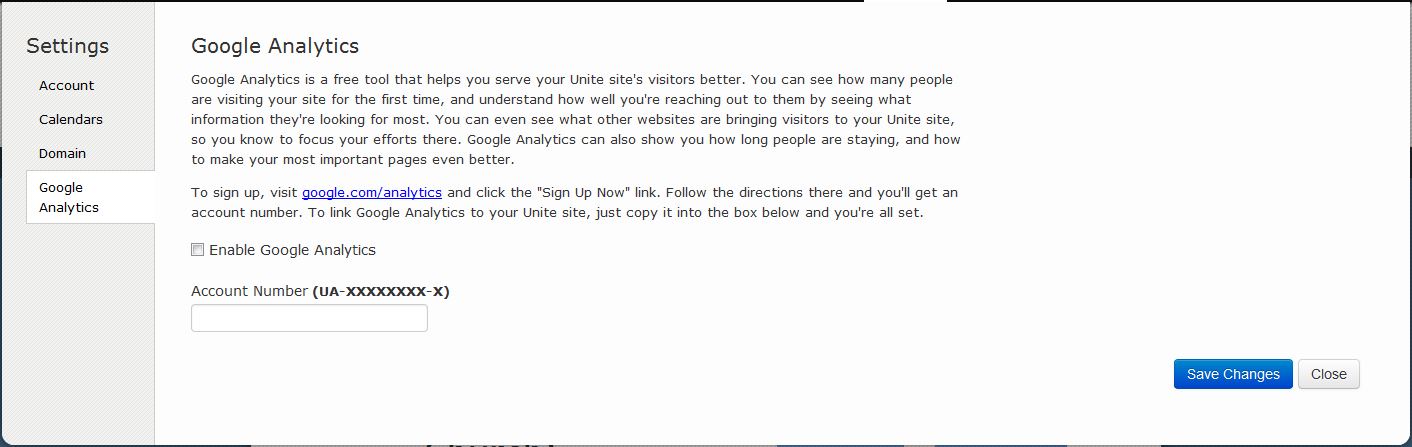 Settings
Account
Calendars
Domain
Google
Analytics
Google Analytics
Google Analytics is a free tool that helps you serve your Unite site's visitors better. You can see how many people
are visiting your site for the first time, and understand how well you're reaching out to them by seeing what
information they're looking for most. You can even see what other websites are bringing visitors to your Unite site,
so you know to focus your efforts there. Google Analytics can also show you how long people are staying, and how
to make your most important pages even better.
To sign up, visit google.com/analytics and click the "Sign Up Now" link. Follow the directions there and you'll get an
account number. To link Google Analytics to your Unite site, just copy it into the box below and you're all set.
Enable Google Analytics
Account Number (UA-XXXXXXXX-X)
Save Changes
Close